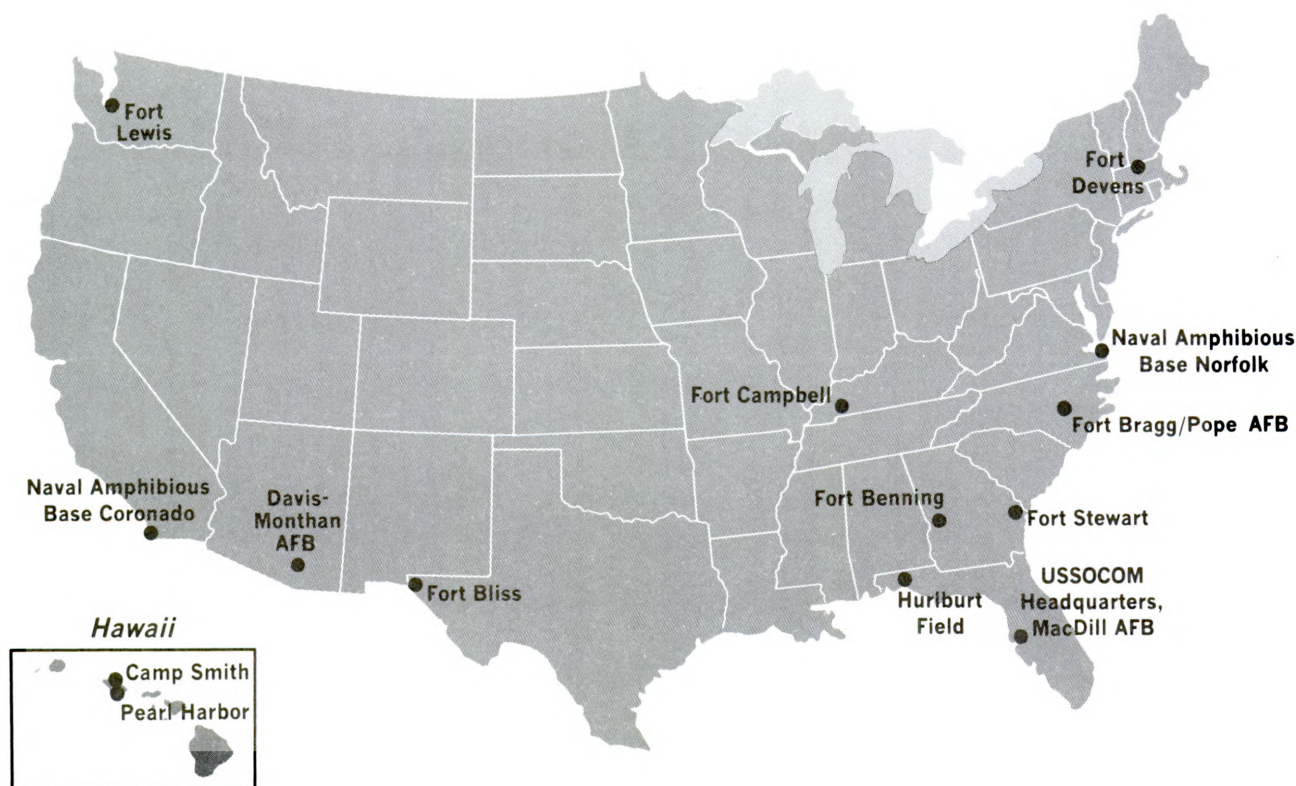 Fort
Lewis
Fort
Devens
Naval Amphibious
Base Norfolk
Fort Campbell
Fort Bragg/Pope AFB
Naval Amphibious
Base Coronado
Davis-
Monthan
AFB
Fort Benning
Fort Stewart
Fort Bliss
Hurlburt
Field
USSOCOM
Headquarters,
MacDill AFB
Hawaii
Camp Smith
Pearl Harbor